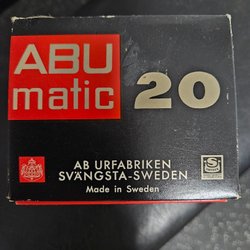 ABU
matic 20
AB URFABRIKEN
SVÄNGSTA-SWEDEN
Made in Sweden
S